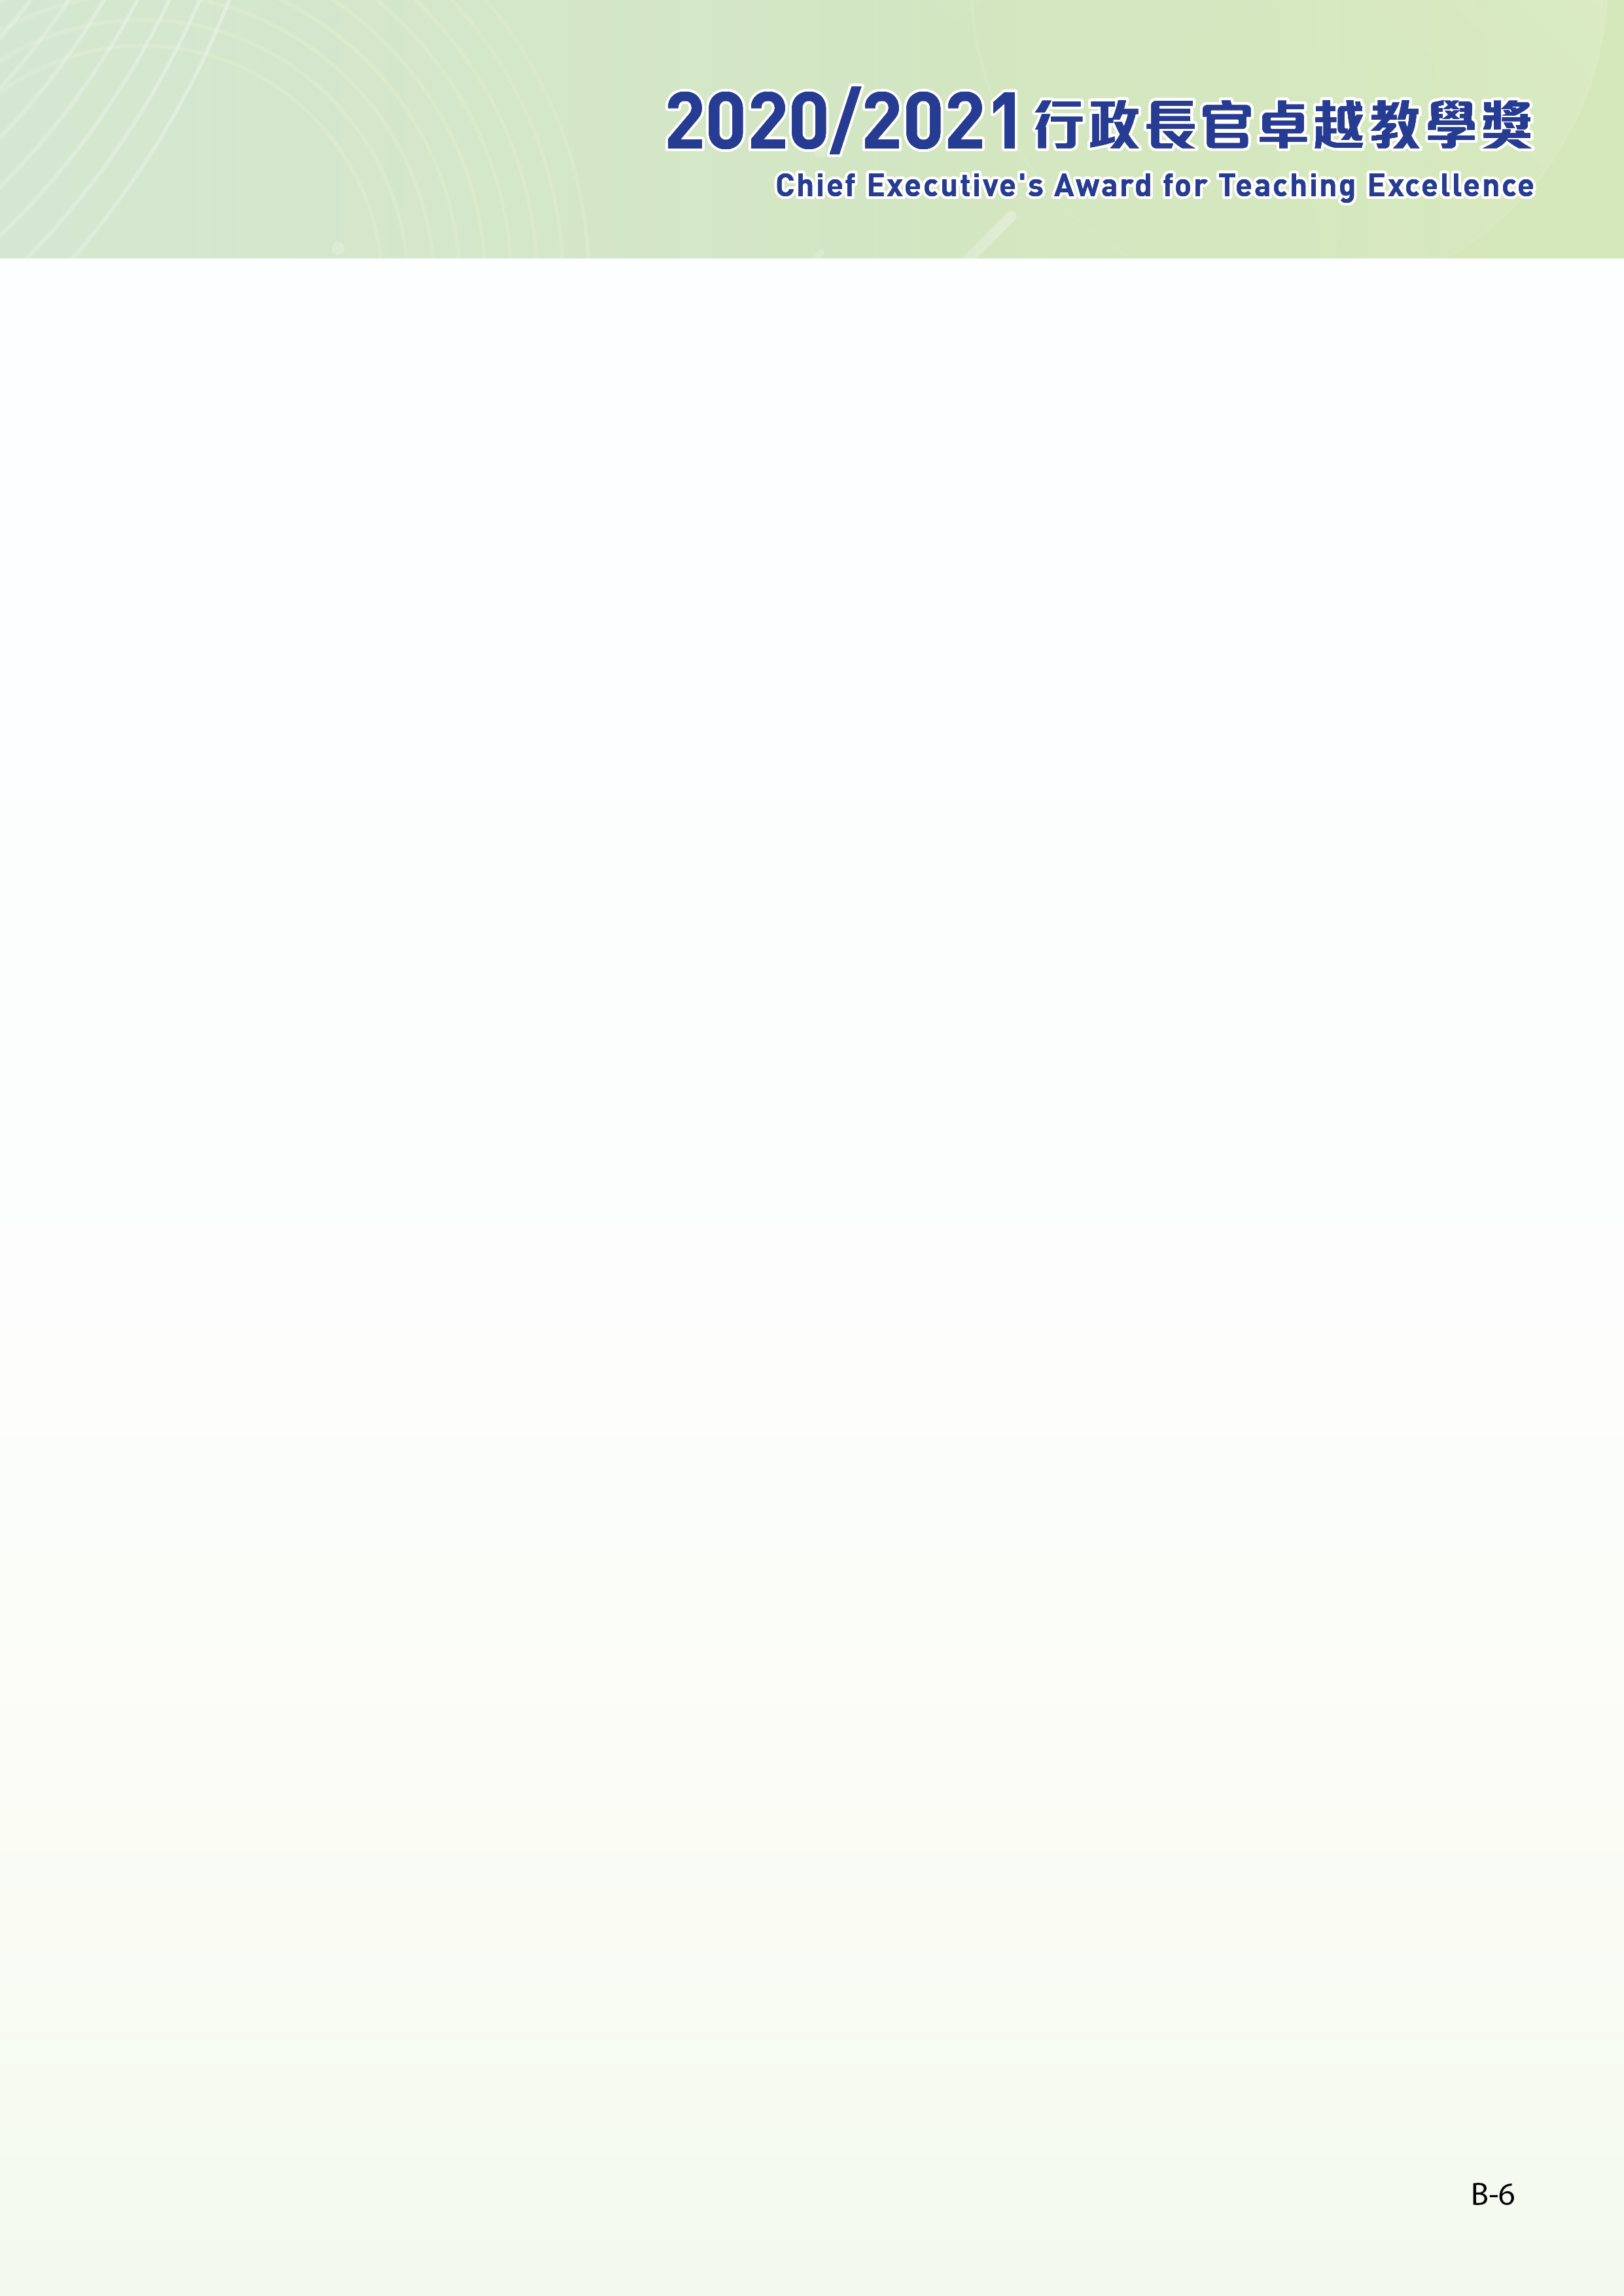 2020/2021 行政長官卓越教學獎
Chief Executive's Award for Teaching Excellence
B-6